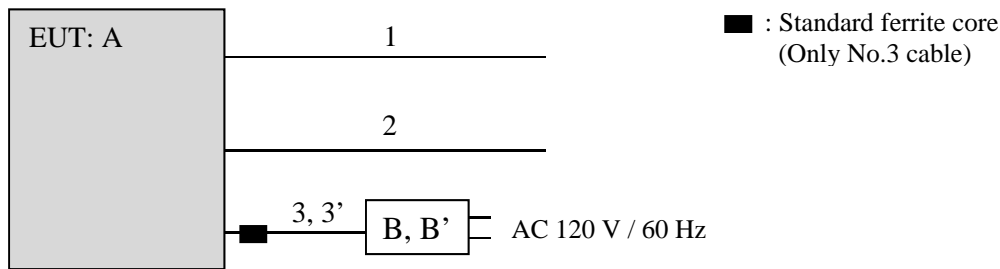 EUT: A
1
: Standard ferrite core
(Only No.3 cable)
2
3, 3’
B, B’
AC 120 V / 60 Hz